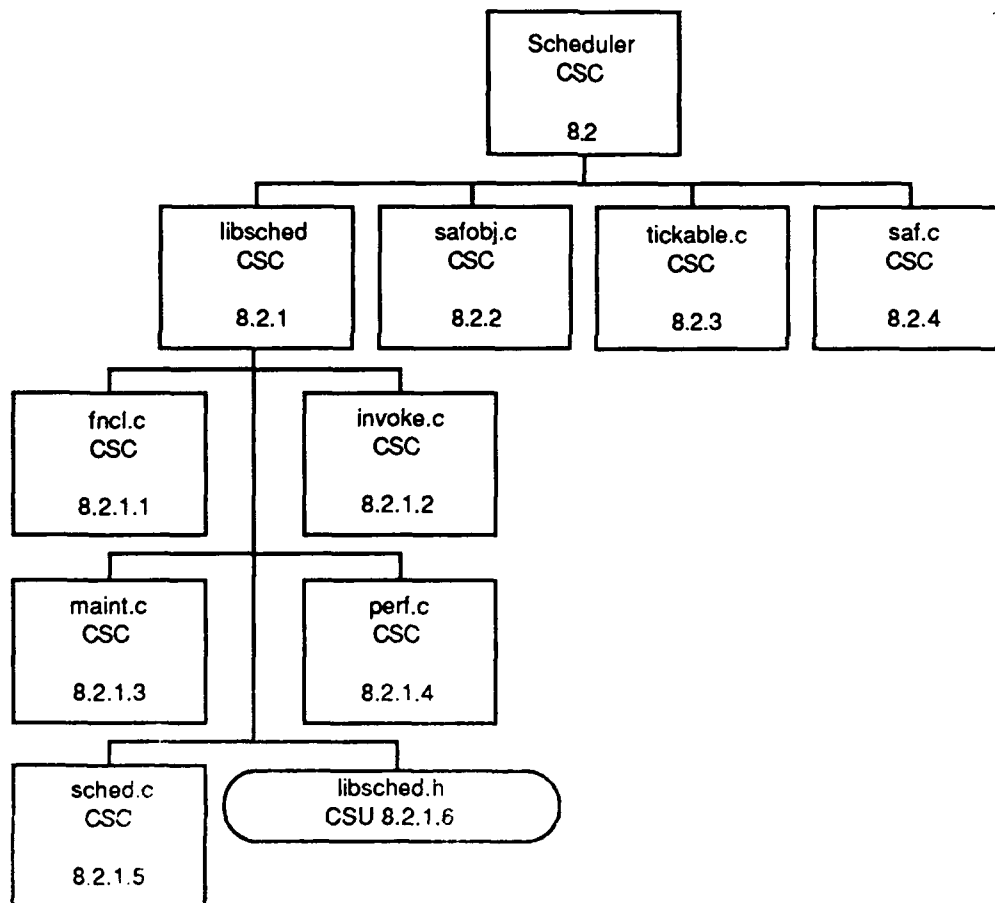 Scheduler
CSC
8.2
libsched
CSC
8.2.1
safobj.c
CSC
8.2.2
tickable.c
CSC
8.2.3
saf.c
CSC
8.2.4
fncl.c
CSC
8.2.1.1
invoke.c
CSC
8.2.1.2
maint.c
CSC
8.2.1.3
perf.c
CSC
8.2.1.4
sched.c
CSC
8.2.1.5
libsched.h
CSU 8.2.1.6